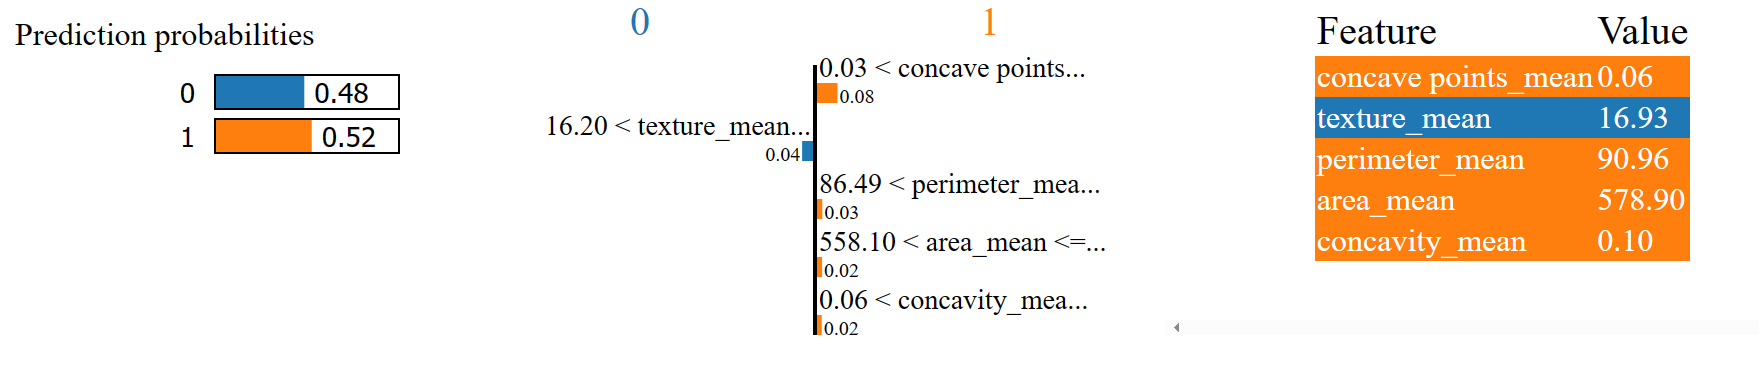 Prediction probabilities
0 0.48
1 0.52
0 1
0.03 < concave points...
0.08
16.20 < texture_mean...
0.04
86.49 < perimeter_mea...
0.03
558.10 < area_mean <=...
0.02
0.06 < concavity_mea...
0.02
Feature Value
concave points_mean 0.06
texture_mean 16.93
perimeter_mean 90.96
area_mean 578.90
concavity_mean 0.10